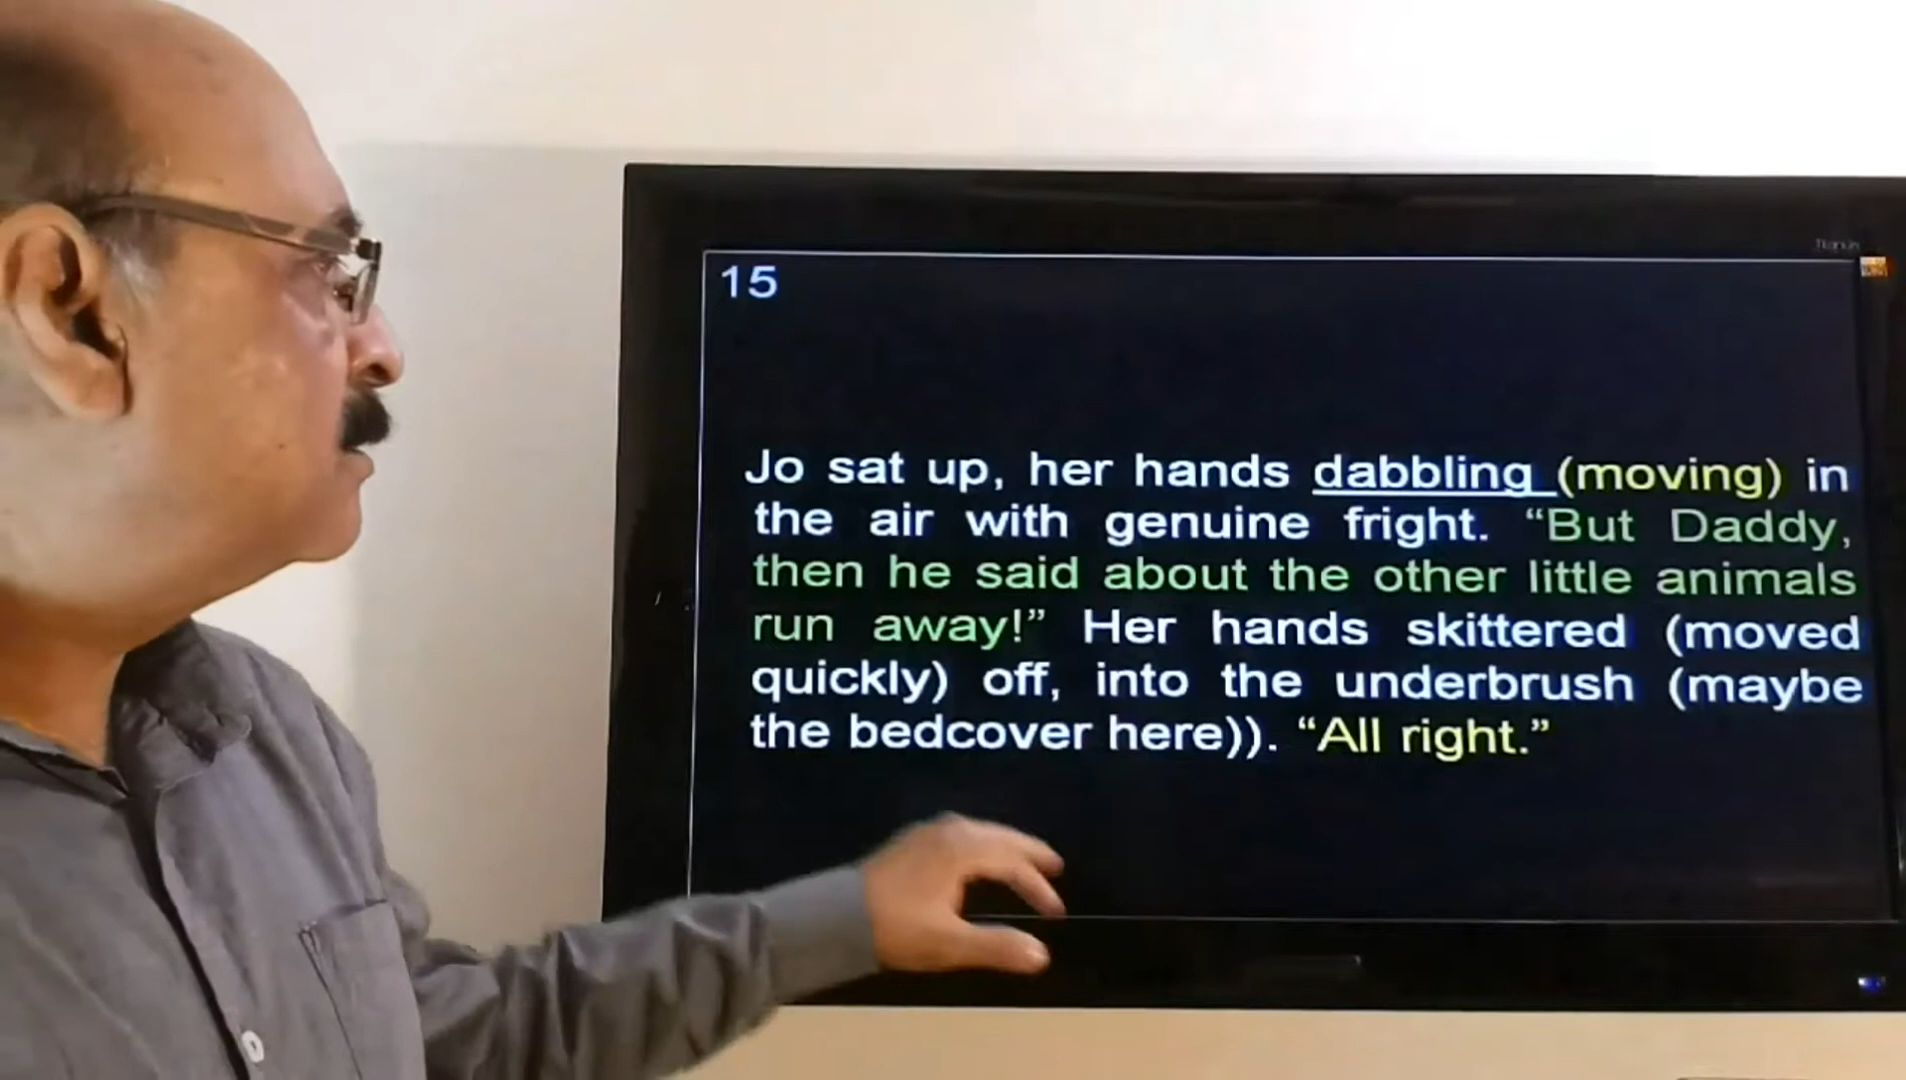 15
Jo sat up, her hands dabbling (moving) in
the air with genuine fright. “But Daddy,
then he said about the other little animals
run away!” Her hands skittered (moved
quickly) off, into the underbrush (maybe
the bedcover here)). “All right.”